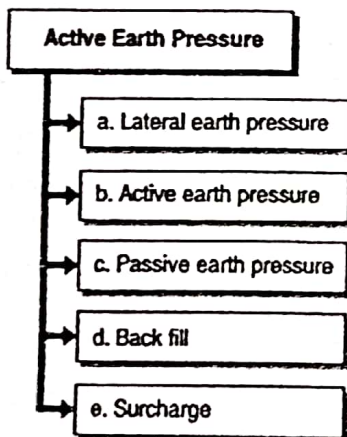 Active Earth Pressure
a. Lateral earth pressure
b. Active earth pressure
c. Passive earth pressure
d. Back fill
e. Surcharge